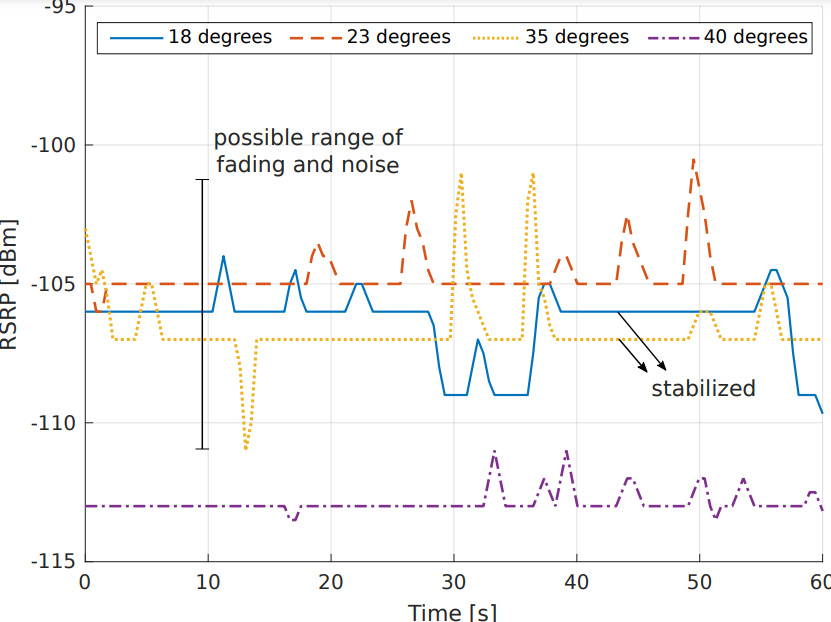 -95
18 degrees 23 degrees 35 degrees 40 degrees
possible range of
fading and noise
-100
-105
RSRP [dBm]
stabilized
-110
-115
0 10 20 30 40 50 60
Time [s]